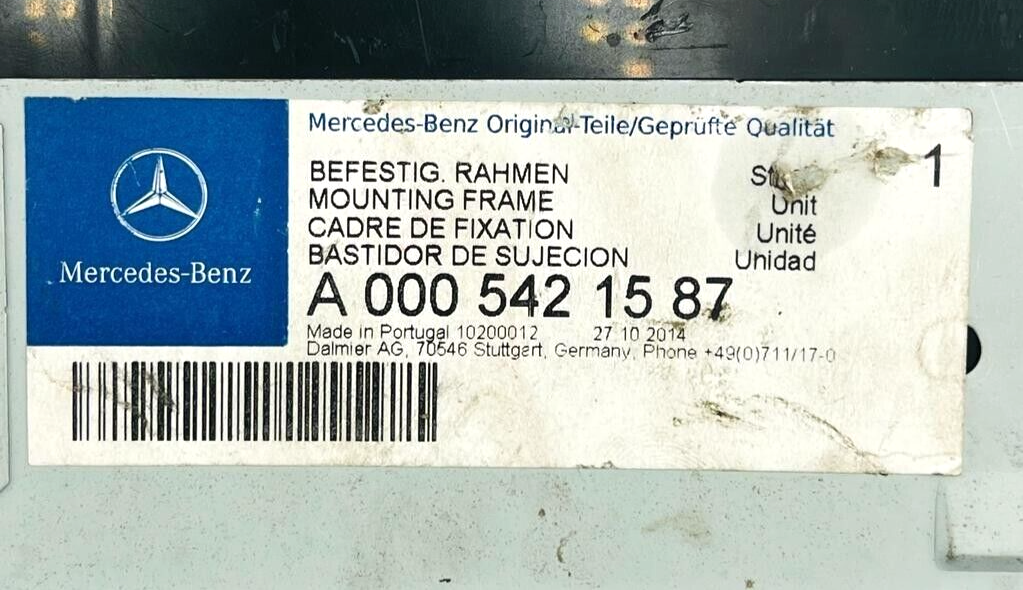 Mercedes-Benz Original-Teile/Geprüfte Qualität
BEFESTIG. RAHMEN
1
MOUNTING FRAME Unit
CADRE DE FIXATION Unité
BASTIDOR DE SUJECION Unidad
A 000 542 15 87
Made in Portugal 10200012 27 10 2014
Dalmier AG, 70546 Stuttgart, Germany, Phone +49(0)711/17-0
Mercedes-Benz